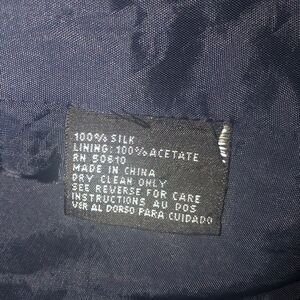 100% SILK
LINING: 100% ACETATE
RN 50610
MADE IN CHINA
DRY CLEAN ONLY
SEE REVERSE FOR CARE
INSTRUCTIONS AU DOS
VER AL DORSO PARA CUIDADO